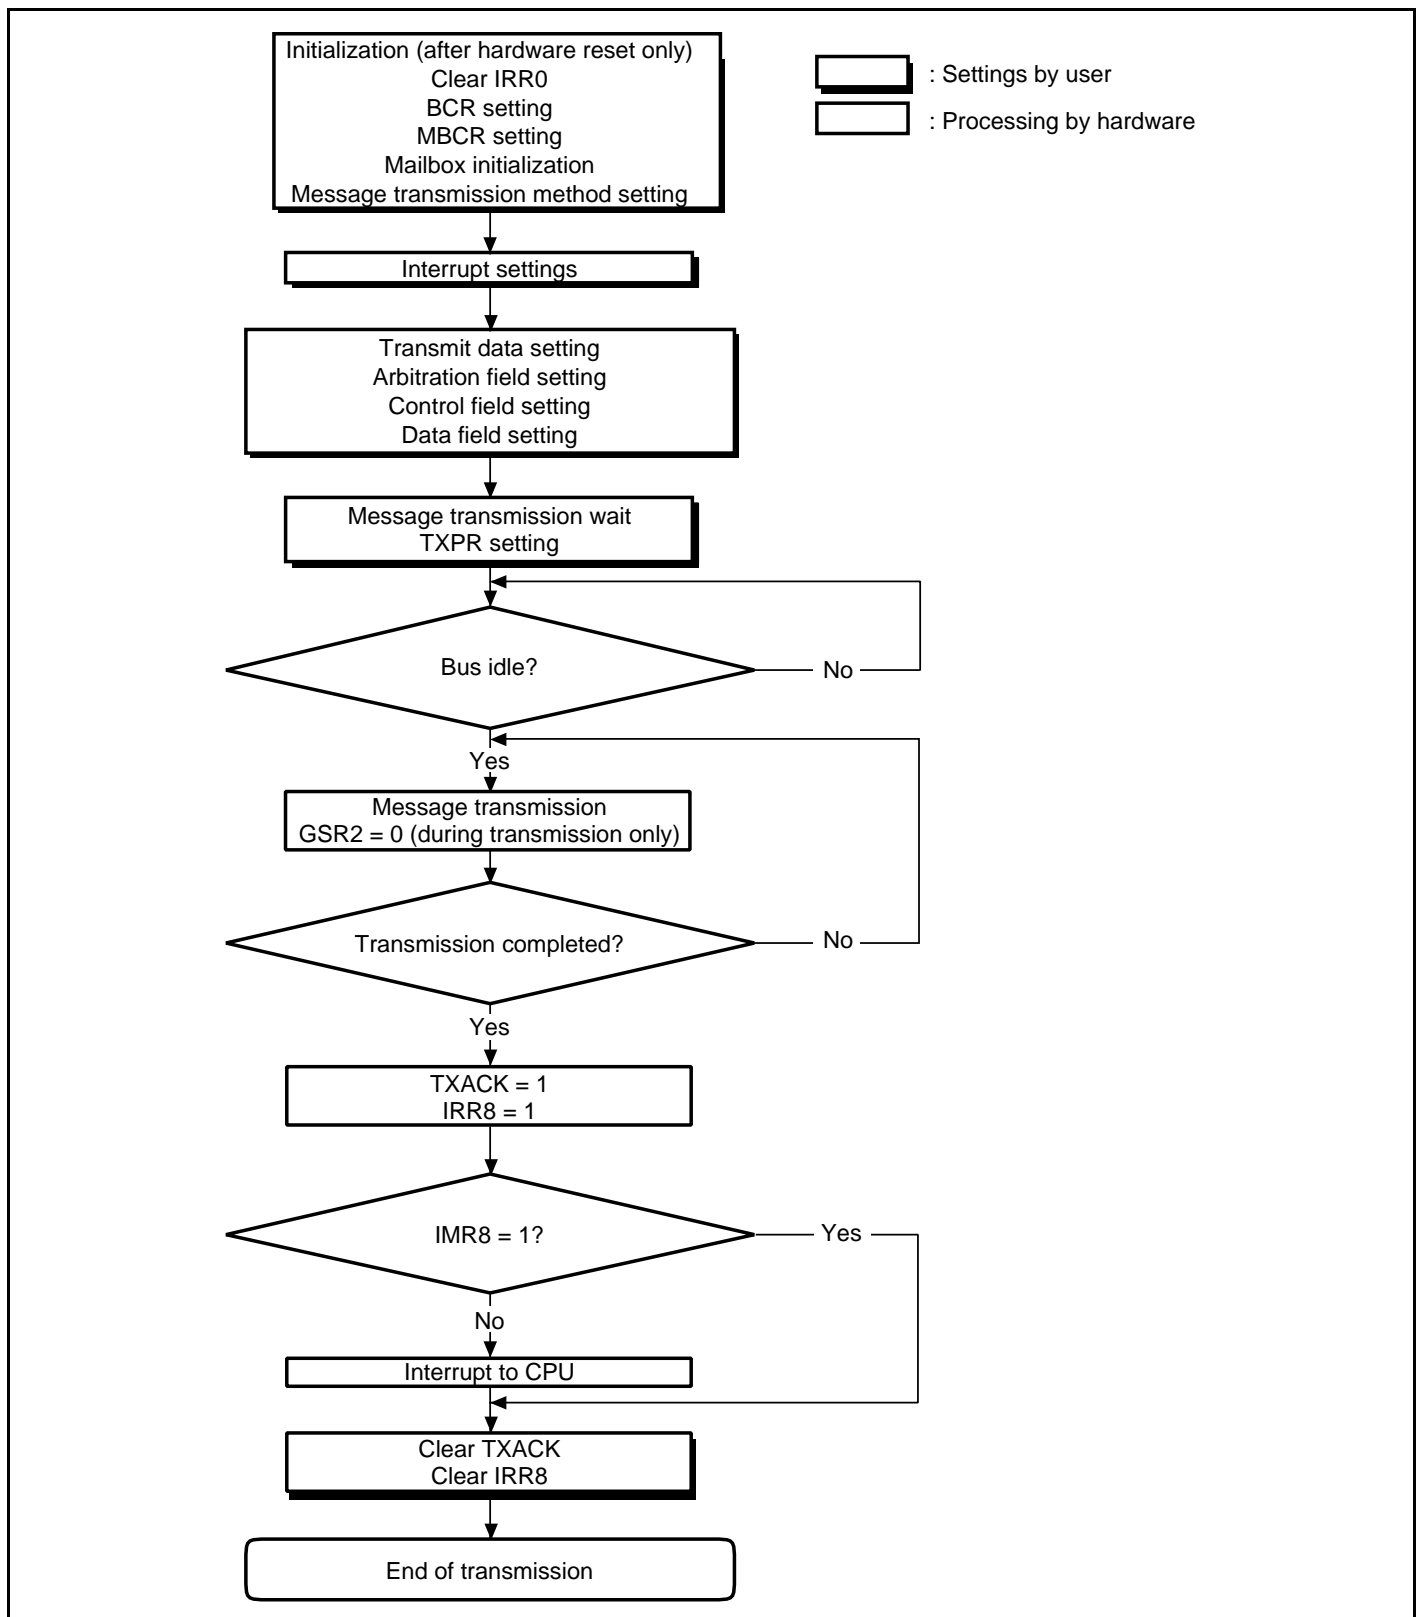 Initialization (after hardware reset only)
Clear IRR0
BCR setting
MBCR setting
Mailbox initialization
Message transmission method setting
: Settings by user
: Processing by hardware
Interrupt settings
Transmit data setting
Arbitration field setting
Control field setting
Data field setting
Message transmission wait
TXPR setting
Bus idle?
No
Yes
Message transmission
GSR2 = 0 (during transmission only)
Transmission completed?
No
Yes
TXACK = 1
IRR8 = 1
IMR8 = 1?
Yes
No
Interrupt to CPU
Clear TXACK
Clear IRR8
End of transmission